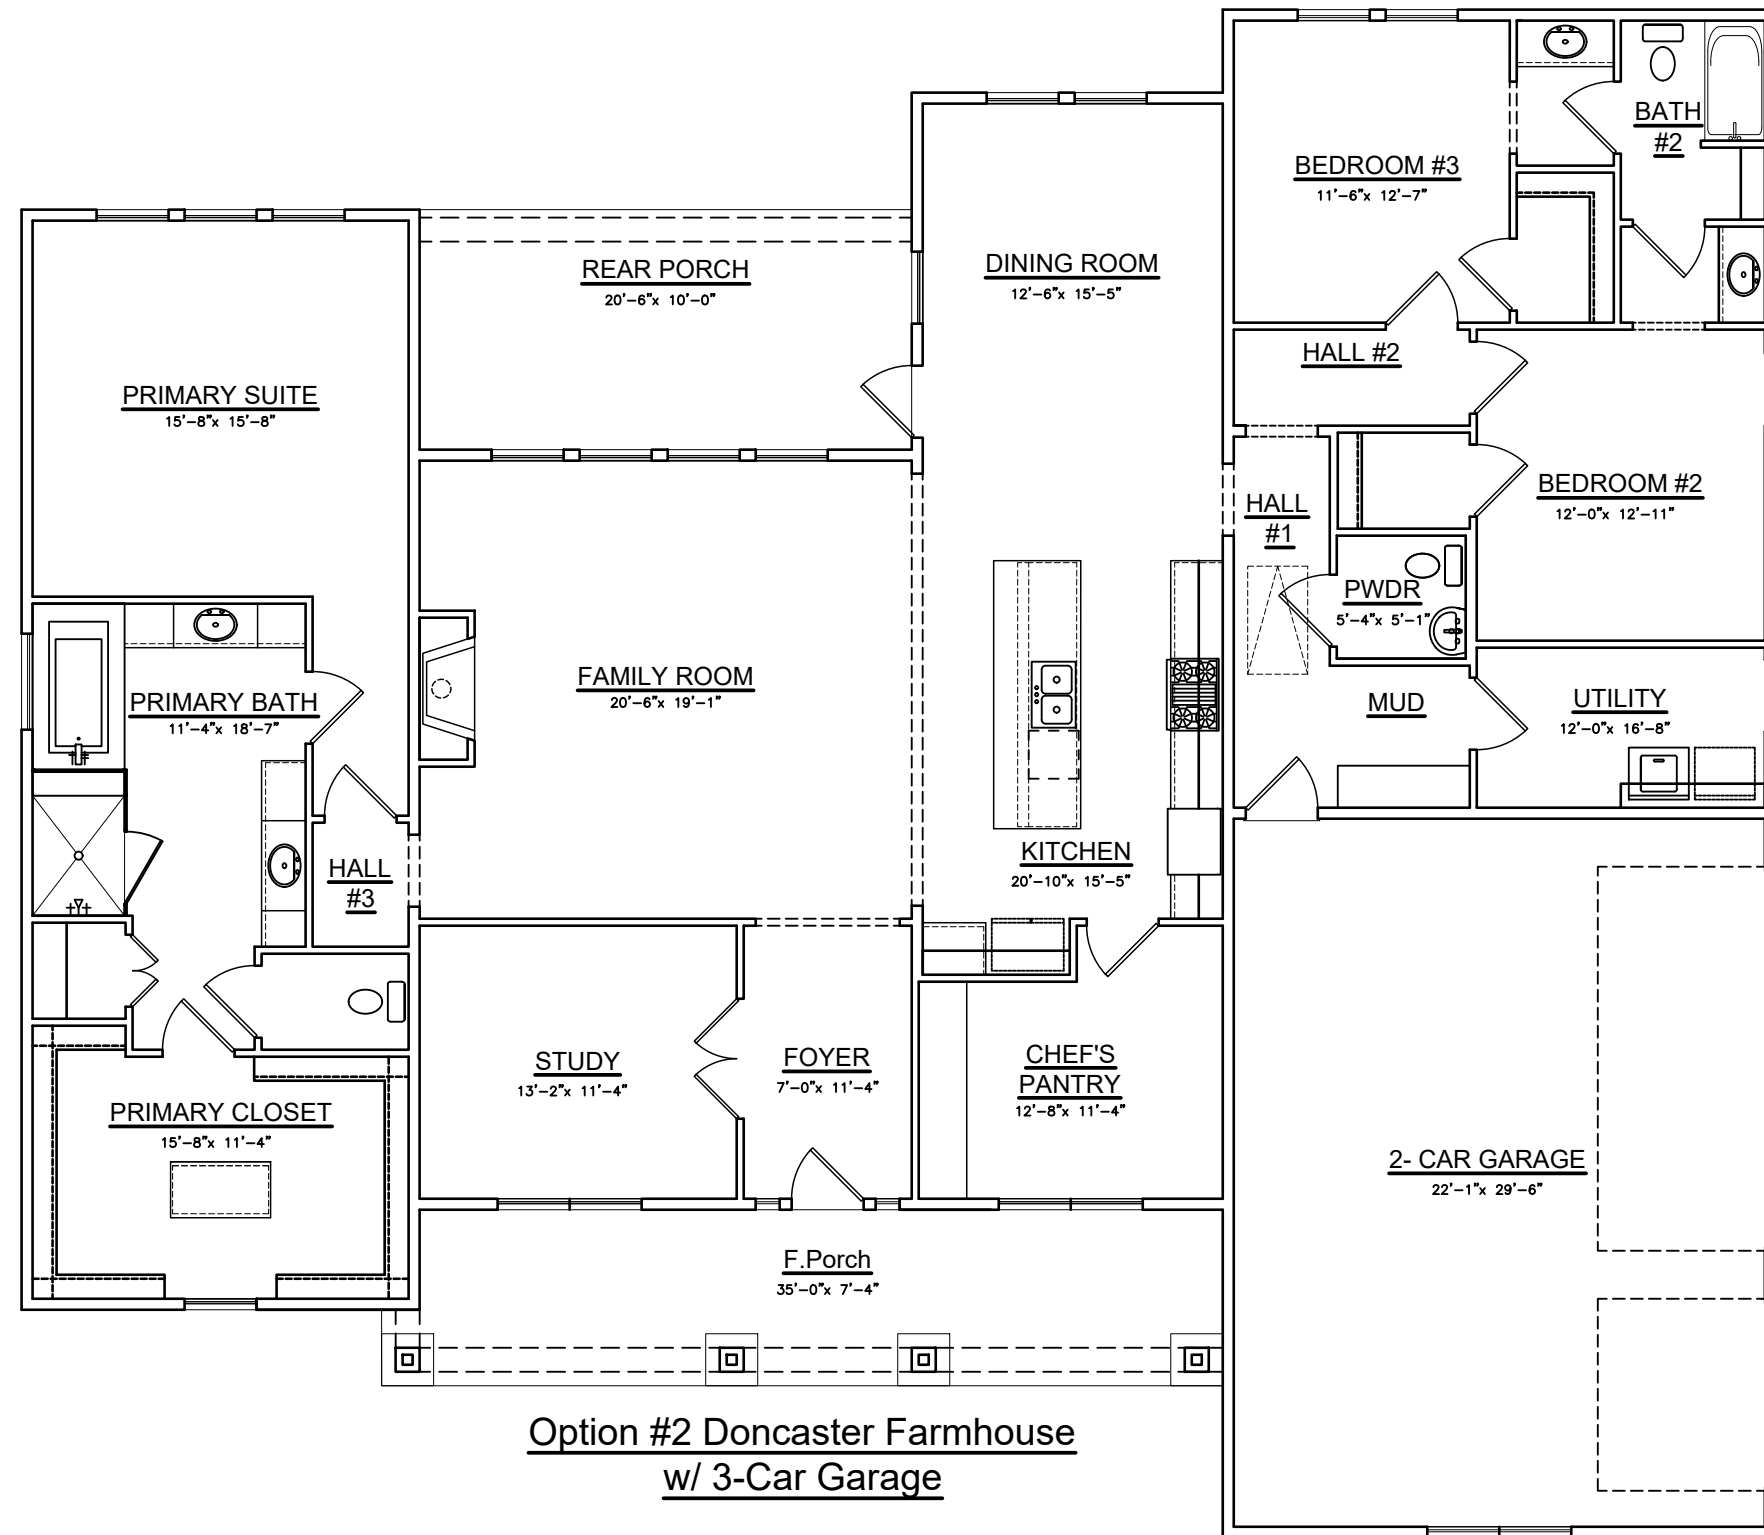 BATH
#2
BEDROOM #3
11'-6"x 12'-7"
REAR PORCH
20'-6"x 10'-0"
DINING ROOM
12'-6"x 15'-5"
HALL #2
PRIMARY SUITE
15'-8"x 15'-8"
BEDROOM #2
12'-0"x 12'-11"
HALL
#1
PWDR
5'-4"x 5'-1"
FAMILY ROOM
20'-6"x 19'-1"
PRIMARY BATH
11'-4"x 18'-7"
MUD
UTILITY
12'-0"x 16'-8"
KITCHEN
20'-10"x 15'-5"
HALL
#3
STUDY
13'-2"x 11'-4"
FOYER
7'-0"x 11'-4"
CHEF'S
PANTRY
12'-8"x 11'-4"
PRIMARY CLOSET
15'-8"x 11'-4"
2- CAR GARAGE
22'-1"x 29'-6"
F.Porch
35'-0"x 7'-4"
Option #2 Doncaster Farmhouse
w/ 3-Car Garage